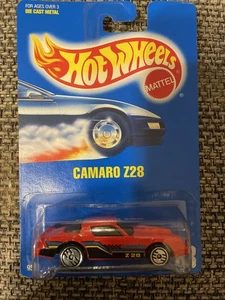 FOR AGES OVER 3
DIE CAST METAL
Hot Wheels
MATTEL
CAMARO Z28
Z28